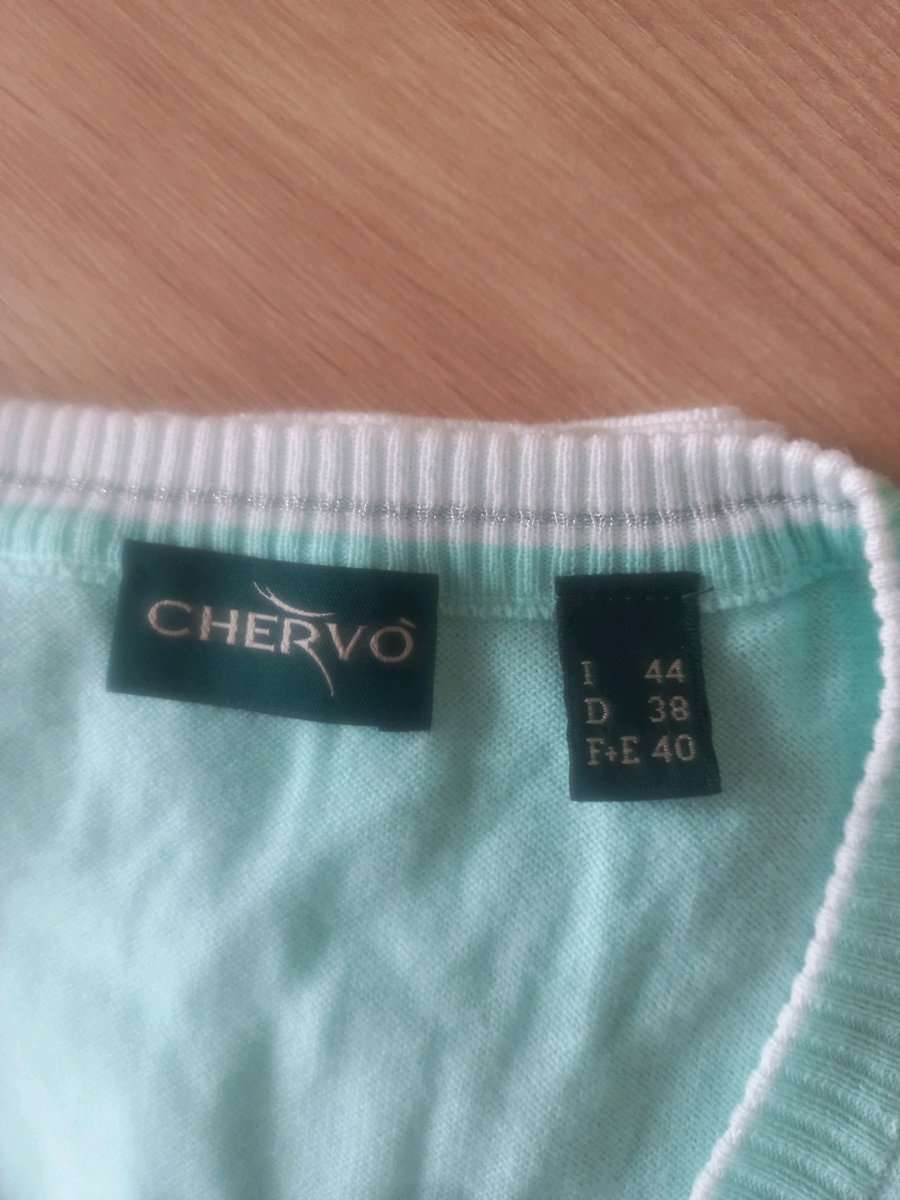 CHERVÒ
I 44
D 38
F+E 40